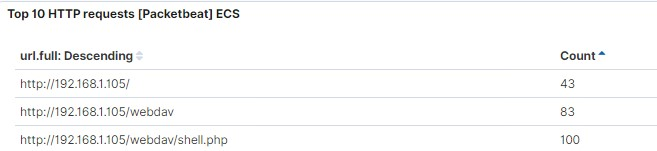 Top 10 HTTP requests [Packetbeat] ECS
url.full: Descending Count
http://192.168.1.105/ 43
http://192.168.1.105/webdav 83
http://192.168.1.105/webdav/shell.php 100